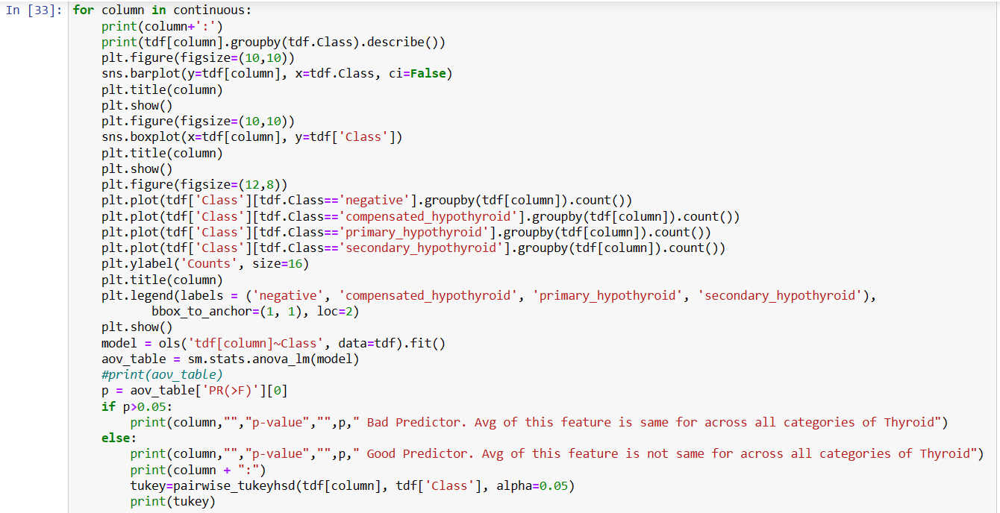 In [33]: for column in continuous:
    print(column+':')
    print(tdf[column].groupby(tdf.Class).describe())
    plt.figure(figsize=(10,10))
    sns.barplot(y=tdf[column], x=tdf.Class, ci=False)
    plt.title(column)
    plt.show()
    plt.figure(figsize=(10,10))
    sns.boxplot(x=tdf[column], y=tdf['Class'])
    plt.title(column)
    plt.show()
    plt.figure(figsize=(12,8))
    plt.plot(tdf['Class'][tdf.Class=='negative'].groupby(tdf[column]).count())
    plt.plot(tdf['Class'][tdf.Class=='compensated_hypothyroid'].groupby(tdf[column]).count())
    plt.plot(tdf['Class'][tdf.Class=='primary_hypothyroid'].groupby(tdf[column]).count())
    plt.plot(tdf['Class'][tdf.Class=='secondary_hypothyroid'].groupby(tdf[column]).count())
    plt.ylabel('Counts', size=16)
    plt.title(column)
    plt.legend(labels = ('negative', 'compensated_hypothyroid', 'primary_hypothyroid', 'secondary_hypothyroid'),
           bbox_to_anchor=(1, 1), loc=2)
    plt.show()
    model = ols('tdf[column]~Class', data=tdf).fit()
    aov_table = sm.stats.anova_lm(model)
    #print(aov_table)
    p = aov_table['PR(>F)'][0]
    if p>0.05:
        print(column,"","p-value","",p," Bad Predictor. Avg of this feature is same for across all categories of Thyroid")
    else:
        print(column,"","p-value","",p," Good Predictor. Avg of this feature is not same for across all categories of Thyroid")
        print(column + ":")
        tukey=pairwise_tukeyhsd(tdf[column], tdf['Class'], alpha=0.05)
        print(tukey)